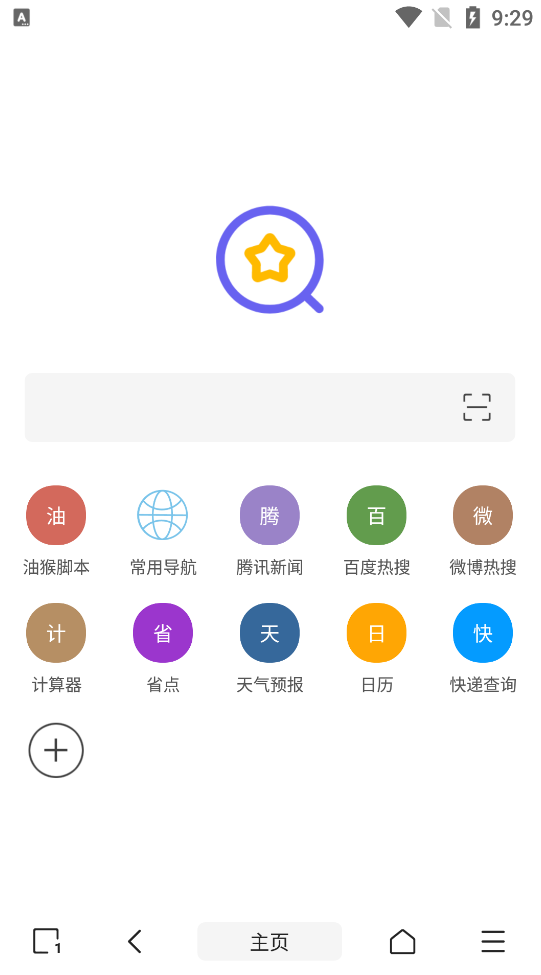 A
9:29
油 腾 百 微
油猴脚本 常用导航 腾讯新闻 百度热搜 微博热搜
计 省 天 日 快
计算器 省点 天气预报 日历 快递查询
1 主页